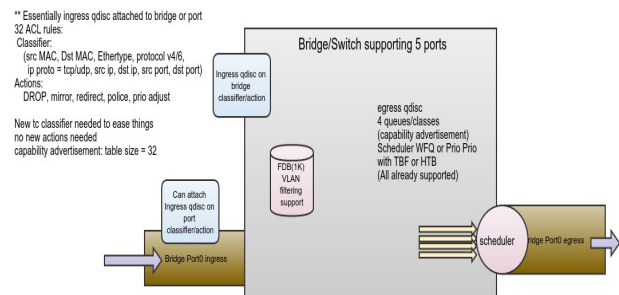 ** Essentially ingress qdisc attached to bridge or port
32 ACL rules:
Classifier:
(src MAC, Dst MAC, Ethertype, protocol v4/6,
ip proto = tcp/udp, src ip, dst ip, src port, dst port)
Actions:
DROP, mirror, redirect, police, prio adjust
New tc classifier needed to ease things
no new actions needed
capability advertisement: table size = 32
Bridge/Switch supporting 5 ports
Ingress qdisc on
bridge
classifier/action
egress qdisc
4 queues/classes
(capability advertisement)
Scheduler WFQ or Prio Prio
with TBF or HTB
(All already supported)
FDB(1K)
VLAN
filtering
support
Can attach
Ingress qdisc on
port
classifier/action
Bridge Port0 ingress
scheduler
ridge Port0 egress